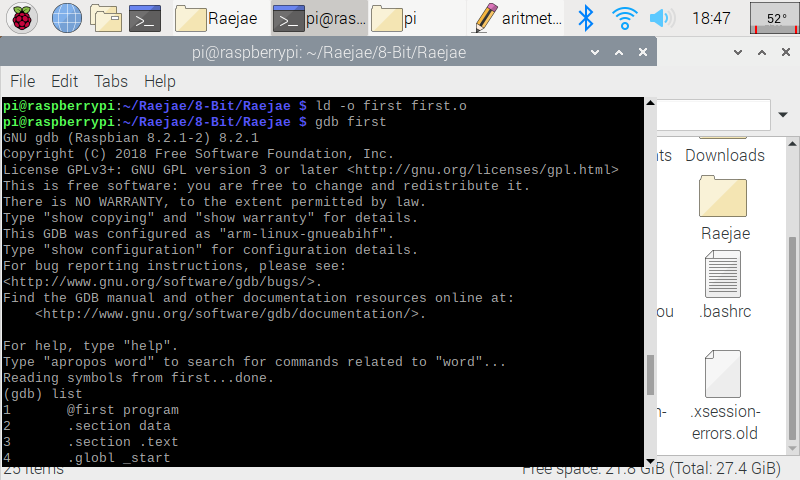 Raejae
pi@ras...
pi
aritmet...
18:47
52°
pi@raspberrypi: ~/Raejae/8-Bit/Raejae
File Edit Tabs Help
pi@raspberrypi:~/Raejae/8-Bit/Raejae $ ld -o first first.o
pi@raspberrypi:~/Raejae/8-Bit/Raejae $ gdb first
GNU gdb (Raspbian 8.2.1-2) 8.2.1
Copyright (C) 2018 Free Software Foundation, Inc.
License GPLv3+: GNU GPL version 3 or later <http://gnu.org/licenses/gpl.html>
This is free software: you are free to change and redistribute it.
There is NO WARRANTY, to the extent permitted by law.
Type "show copying" and "show warranty" for details.
This GDB was configured as "arm-linux-gnueabihf".
Type "show configuration" for configuration details.
For bug reporting instructions, please see:
<http://www.gnu.org/software/gdb/bugs/>.
Find the GDB manual and other documentation resources online at:
    <http://www.gnu.org/software/gdb/documentation/>.

For help, type "help".
Type "apropos word" to search for commands related to "word"...
Reading symbols from first...done.
(gdb) list
1       @first program
2       .section data
3       .section .text
4       .globl _start
nts
Downloads
Raejae
ou
.bashrc
n-
.xsession-
errors.old
25 items
Free space: 21.8 GiB (Total: 27.4 GiB)